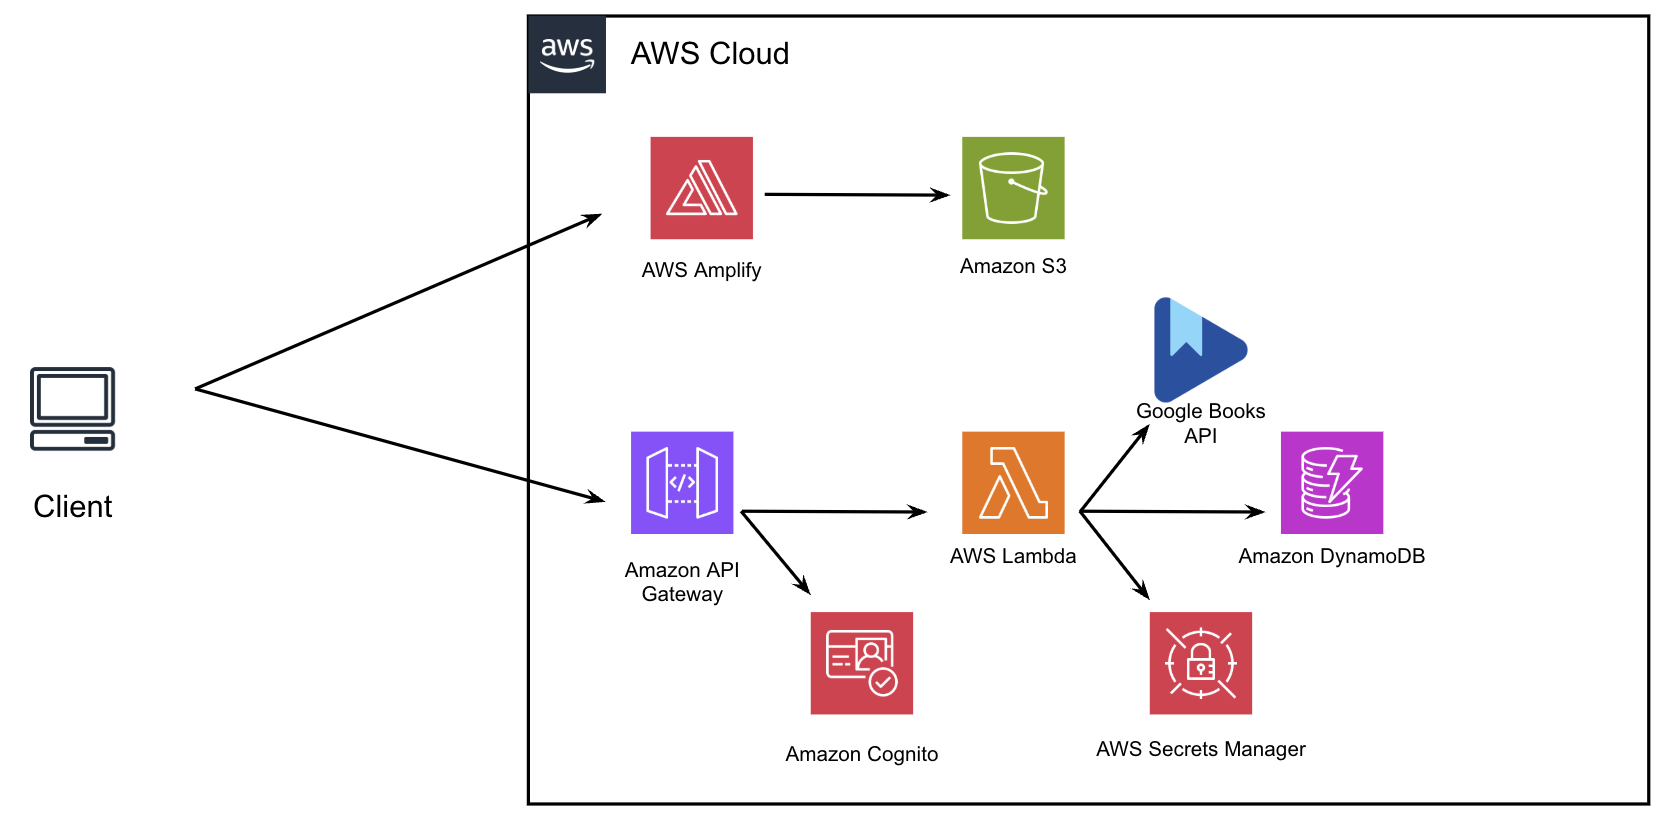 aws
AWS Cloud
AWS Amplify
Amazon S3
Client
Google Books
API
</>
Amazon API
Gateway
AWS Lambda
Amazon DynamoDB
Amazon Cognito
AWS Secrets Manager